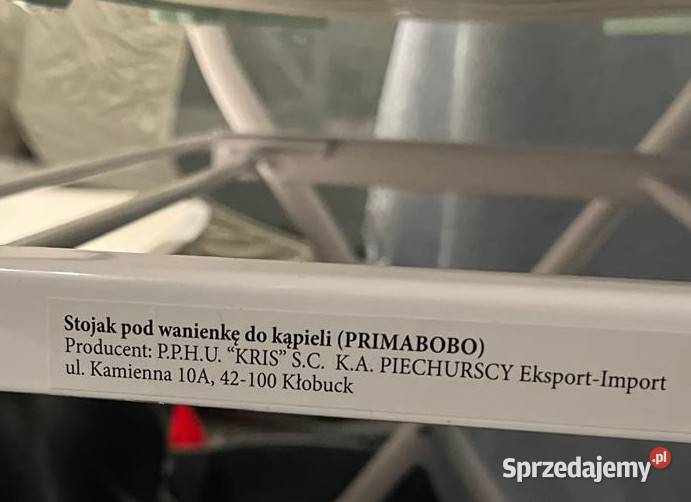 Stojak pod wanienkę do kąpieli (PRIMABOBO)
Producent: P.P.H.U. “KRIS” S.C. K.A. PIECHURSCY Eksport-Import
ul. Kamienna 10A, 42-100 Kłobuck
Sprzedajemy.pl